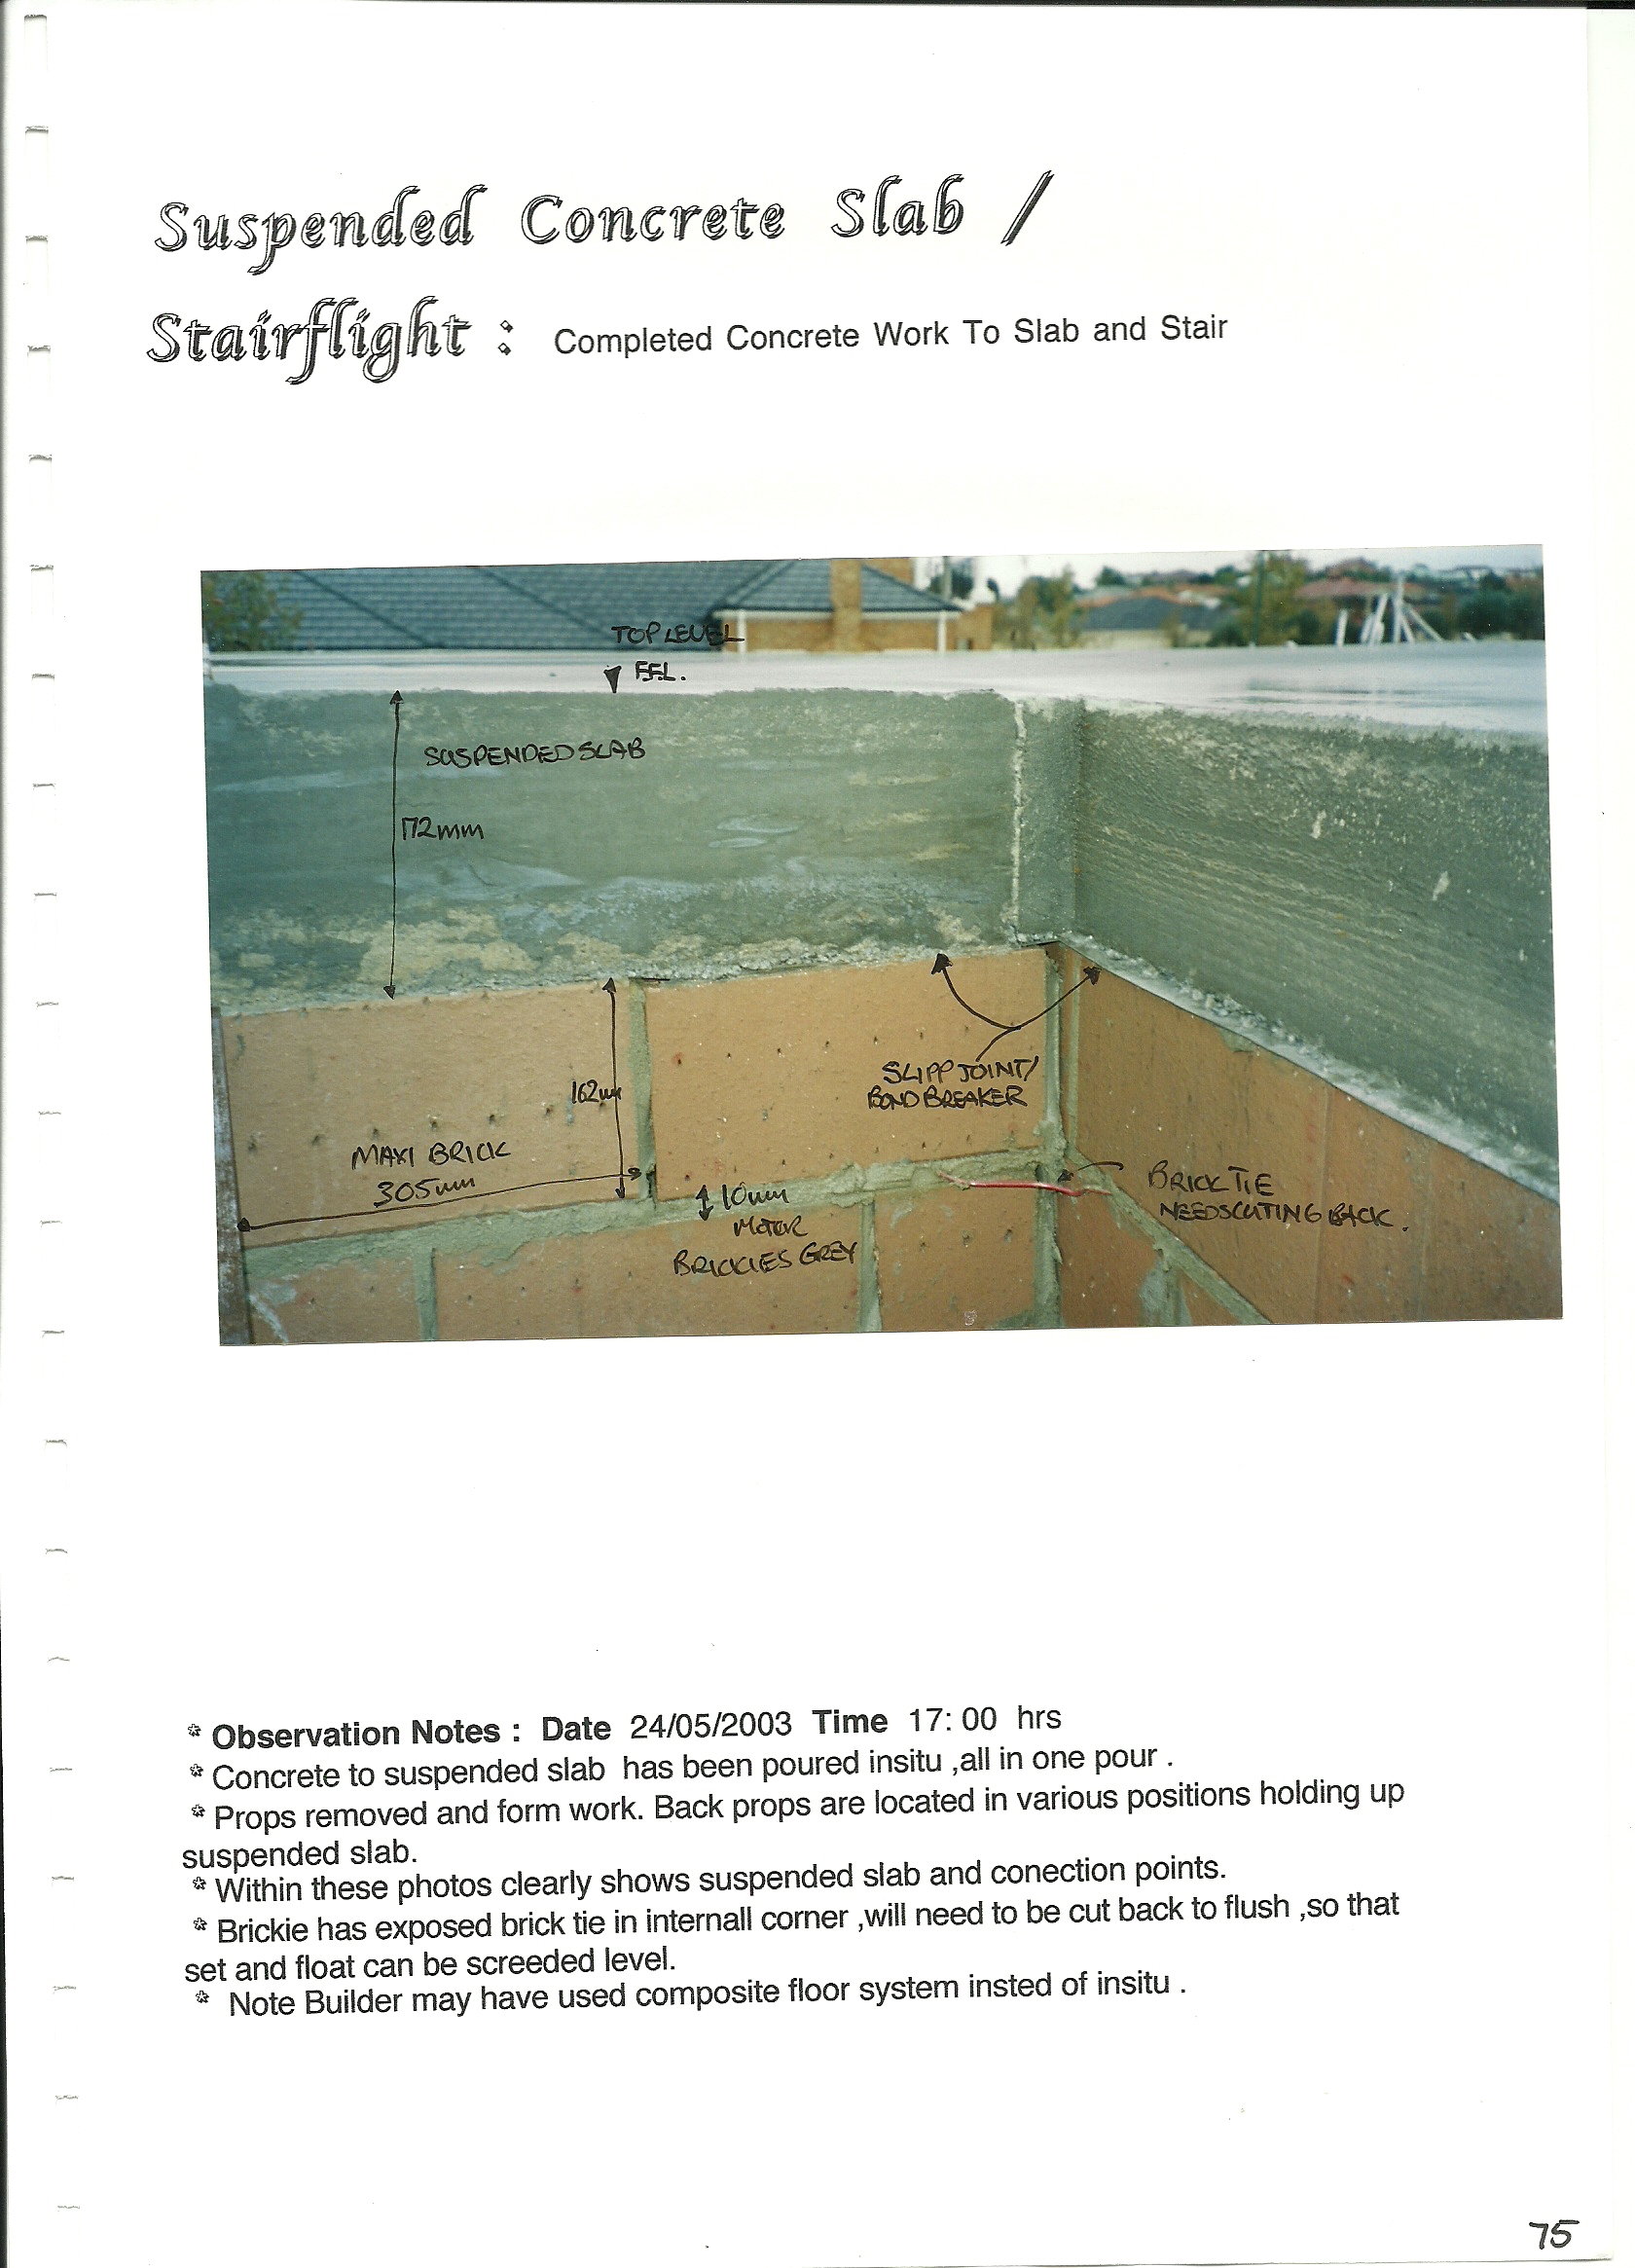 Suspended Concrete Slab /
Stairflight : Completed Concrete Work To Slab and Stair
TOP LEVEL
F.F.L.
SUSPENDED SLAB
172mm
162mm
SLIPP JOINT/
BOND BREAKER
MAXI BRICK
305mm
10mm
MOTER
BRICKIES GREY
BRICK TIE
NEEDS CUTING BACK.
* Observation Notes : Date 24/05/2003 Time 17: 00 hrs
* Concrete to suspended slab has been poured insitu ,all in one pour .
* Props removed and form work. Back props are located in various positions holding up
suspended slab.
* Within these photos clearly shows suspended slab and conection points.
* Brickie has exposed brick tie in internall corner ,will need to be cut back to flush ,so that
set and float can be screeded level.
* Note Builder may have used composite floor system insted of insitu .
75